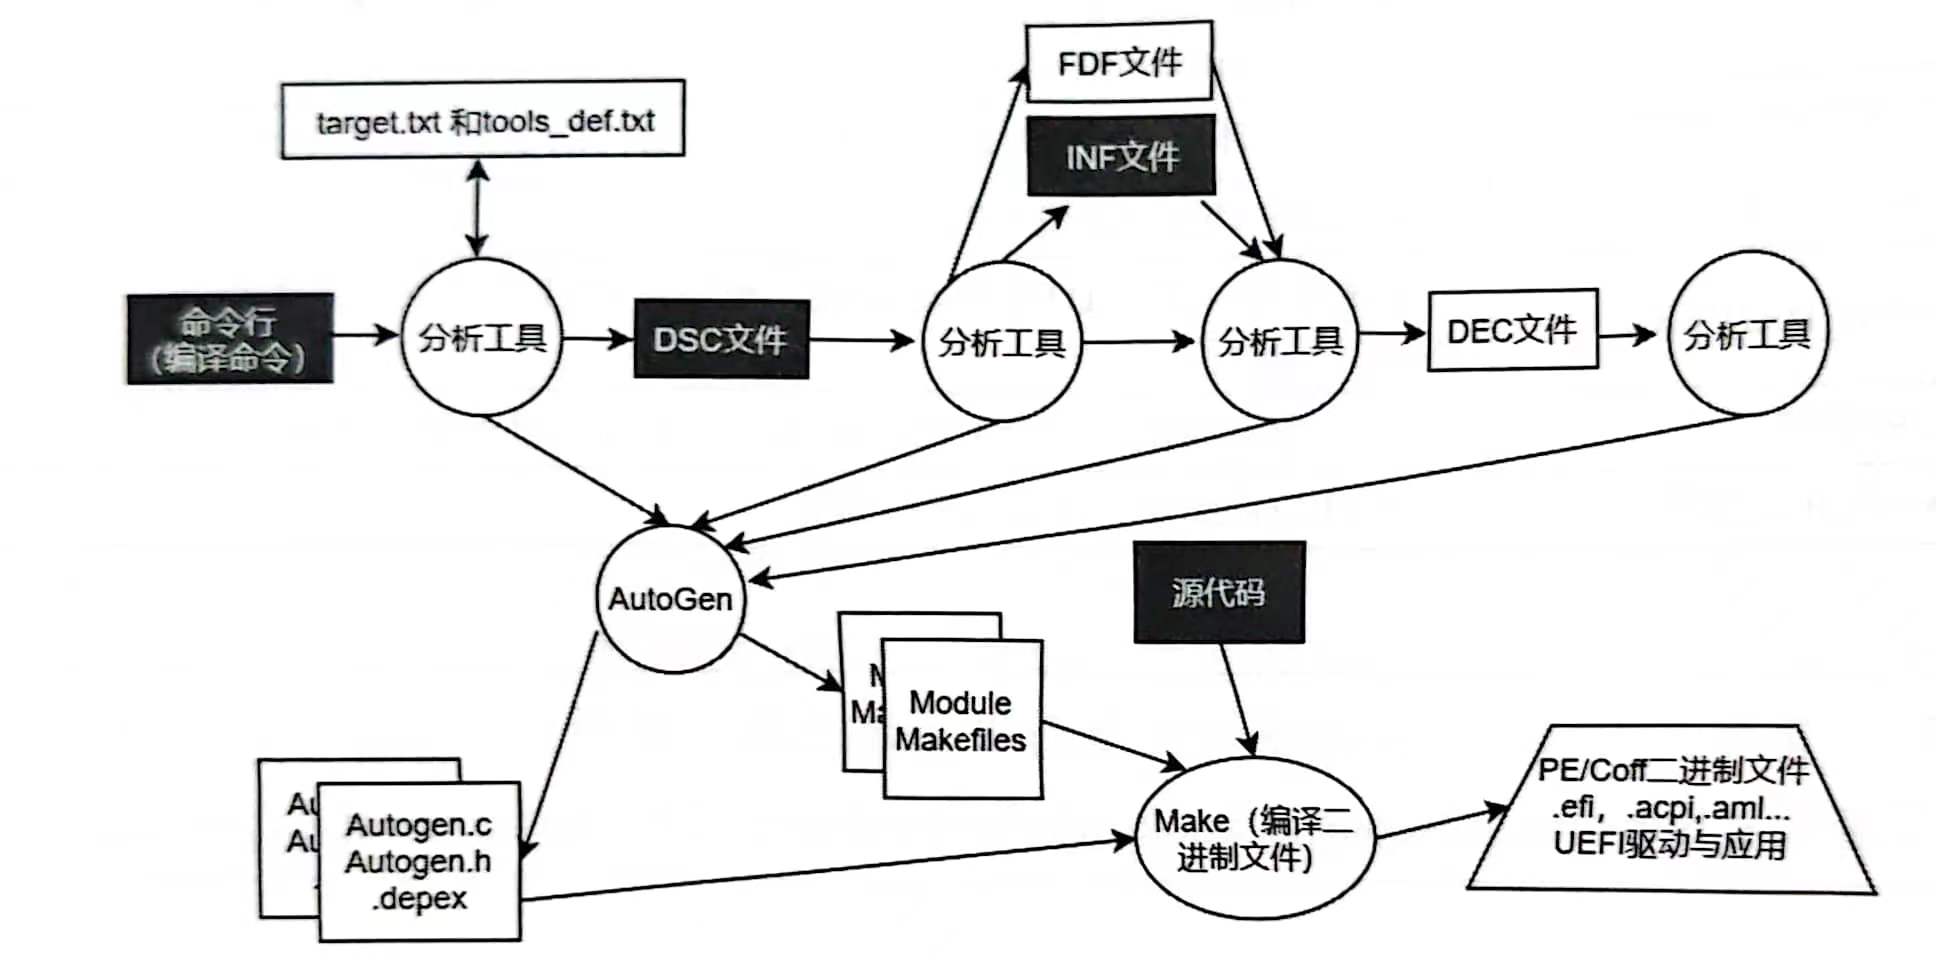 FDF文件
target.txt 和tools_def.txt
INF文件
命令行
(编译命令)
分析工具
DSC文件
分析工具
分析工具
DEC文件
分析工具
AutoGen
源代码
Ma
Module
Makefiles
PE/Coff二进制文件
.efi，.acpi,.aml...
UEFI驱动与应用
Au
Au
Autogen.c
Autogen.h
.depex
Make（编译二
进制文件)